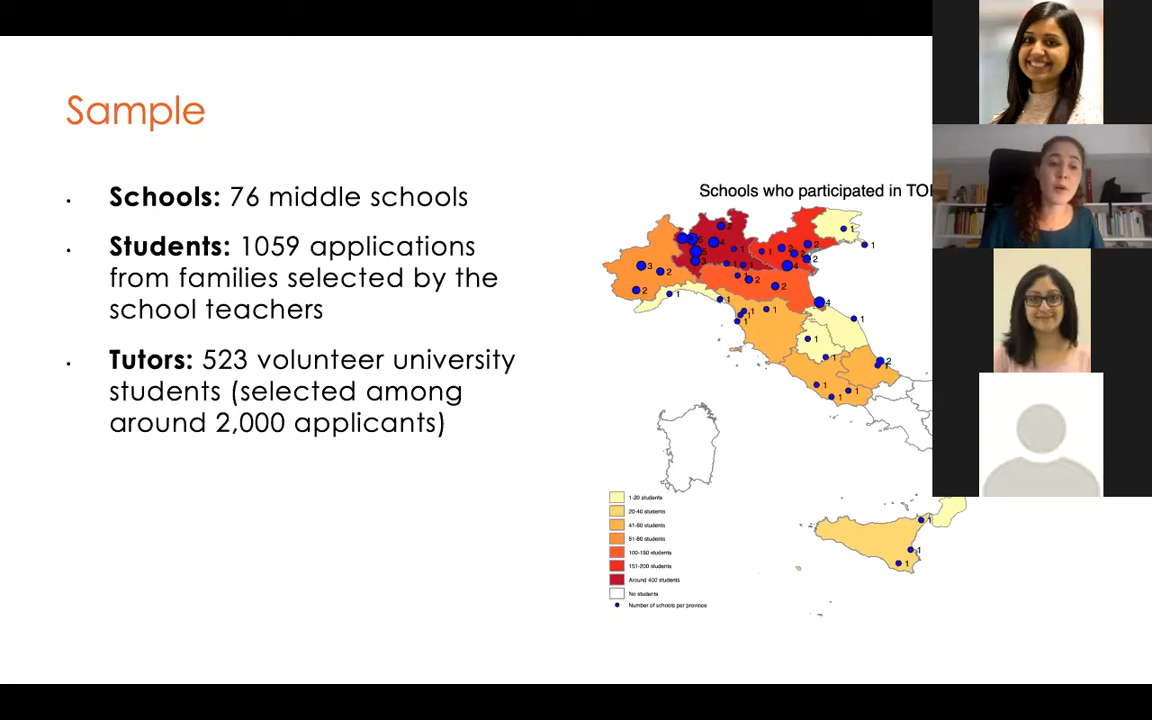 Sample
• Schools: 76 middle schools
• Students: 1059 applications
from families selected by the
school teachers
• Tutors: 523 volunteer university
students (selected among
around 2,000 applicants)
Schools who participated in TO
1-20 students
20-40 students
41-60 students
61-80 students
100-150 students
151-200 students
Around 400 students
No students
Number of schools per province